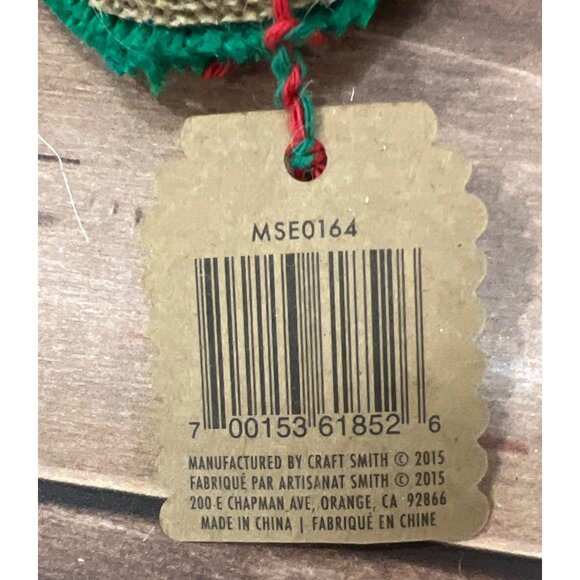 MSE0164
7 00153 61852 6
MANUFACTURED BY CRAFT SMITH © 2015
FABRIQUÉ PAR ARTISANAT SMITH © 2015
200 E CHAPMAN AVE, ORANGE, CA 92866
MADE IN CHINA | FABRIQUÉ EN CHINE